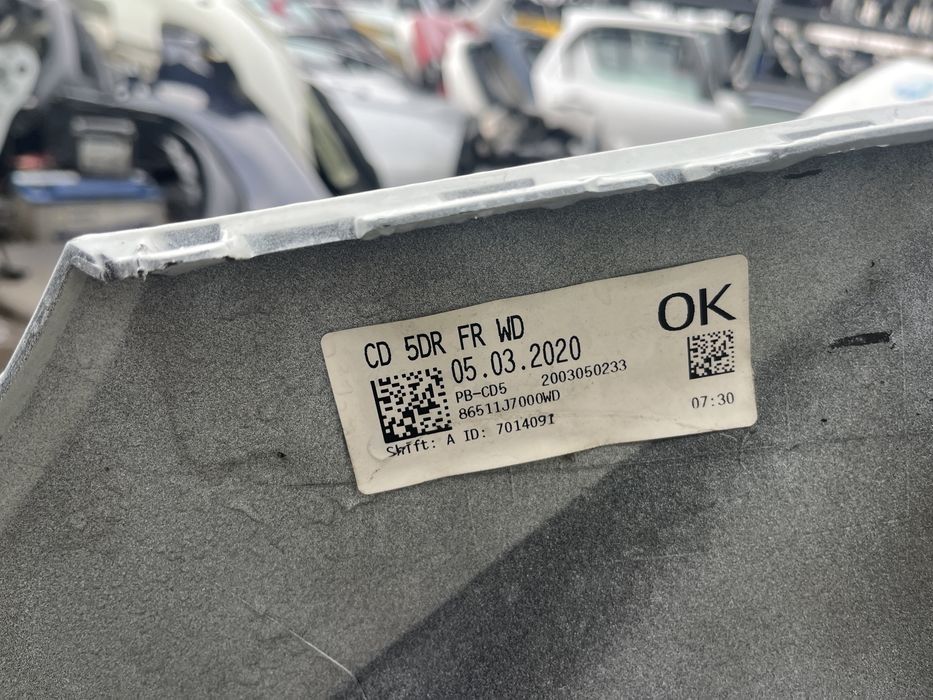 CD 5DR FR WD
OK
05.03.2020
PB-CD5 2003050233
86511J7000WD
Shift: A ID: 701409I
07:30